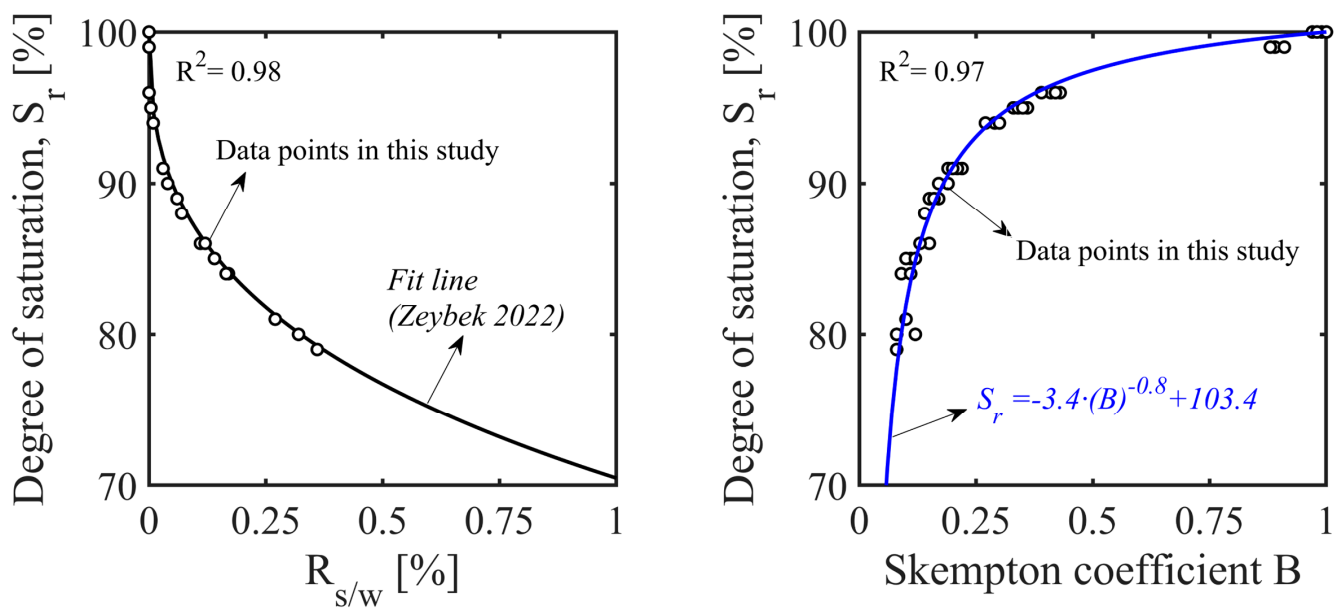 Degree of saturation, S_r [%]
100
90
80
70
R^2= 0.98
Data points in this study
Fit line
(Zeybek 2022)
0 0.25 0.5 0.75 1
R_s/w [%]
Degree of saturation, S_r [%]
100
90
80
70
R^2= 0.97
Data points in this study
S_r =-3.4·(B)^-0.8+103.4
0 0.25 0.5 0.75 1
Skempton coefficient B